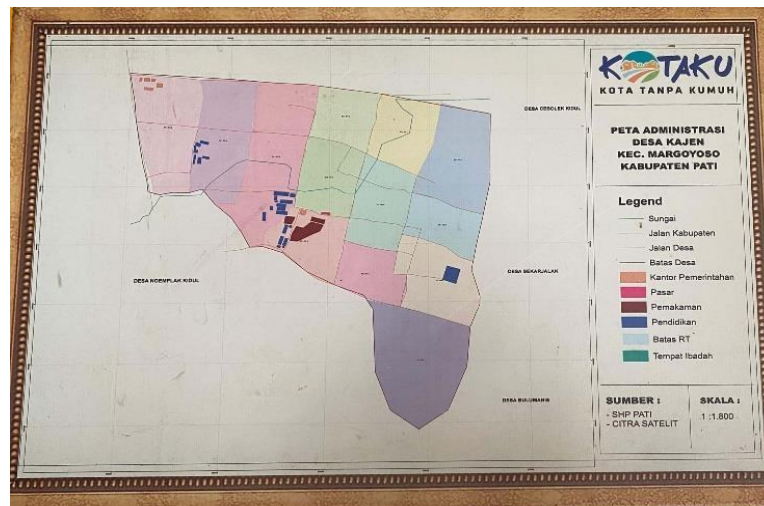 KOTAKU
KOTA TANPA KUMUH
PETA ADMINISTRASI
DESA KAJEN
KEC. MARGOYOSO
KABUPATEN PATI
Legend
Sungai
Jalan Kabupaten
Jalan Desa
Batas Desa
Kantor Pemerintahan
Pasar
Pemakaman
Pendidikan
Batas RT
Tempat Ibadah
SUMBER :
- SHP PATI
- CITRA SATELIT
SKALA :
1 :1.800
DESA CEBOLEK KIDUL
DESA SEKARJALAK
DESA NGEMPLAK KIDUL
DESA BULUMANIS